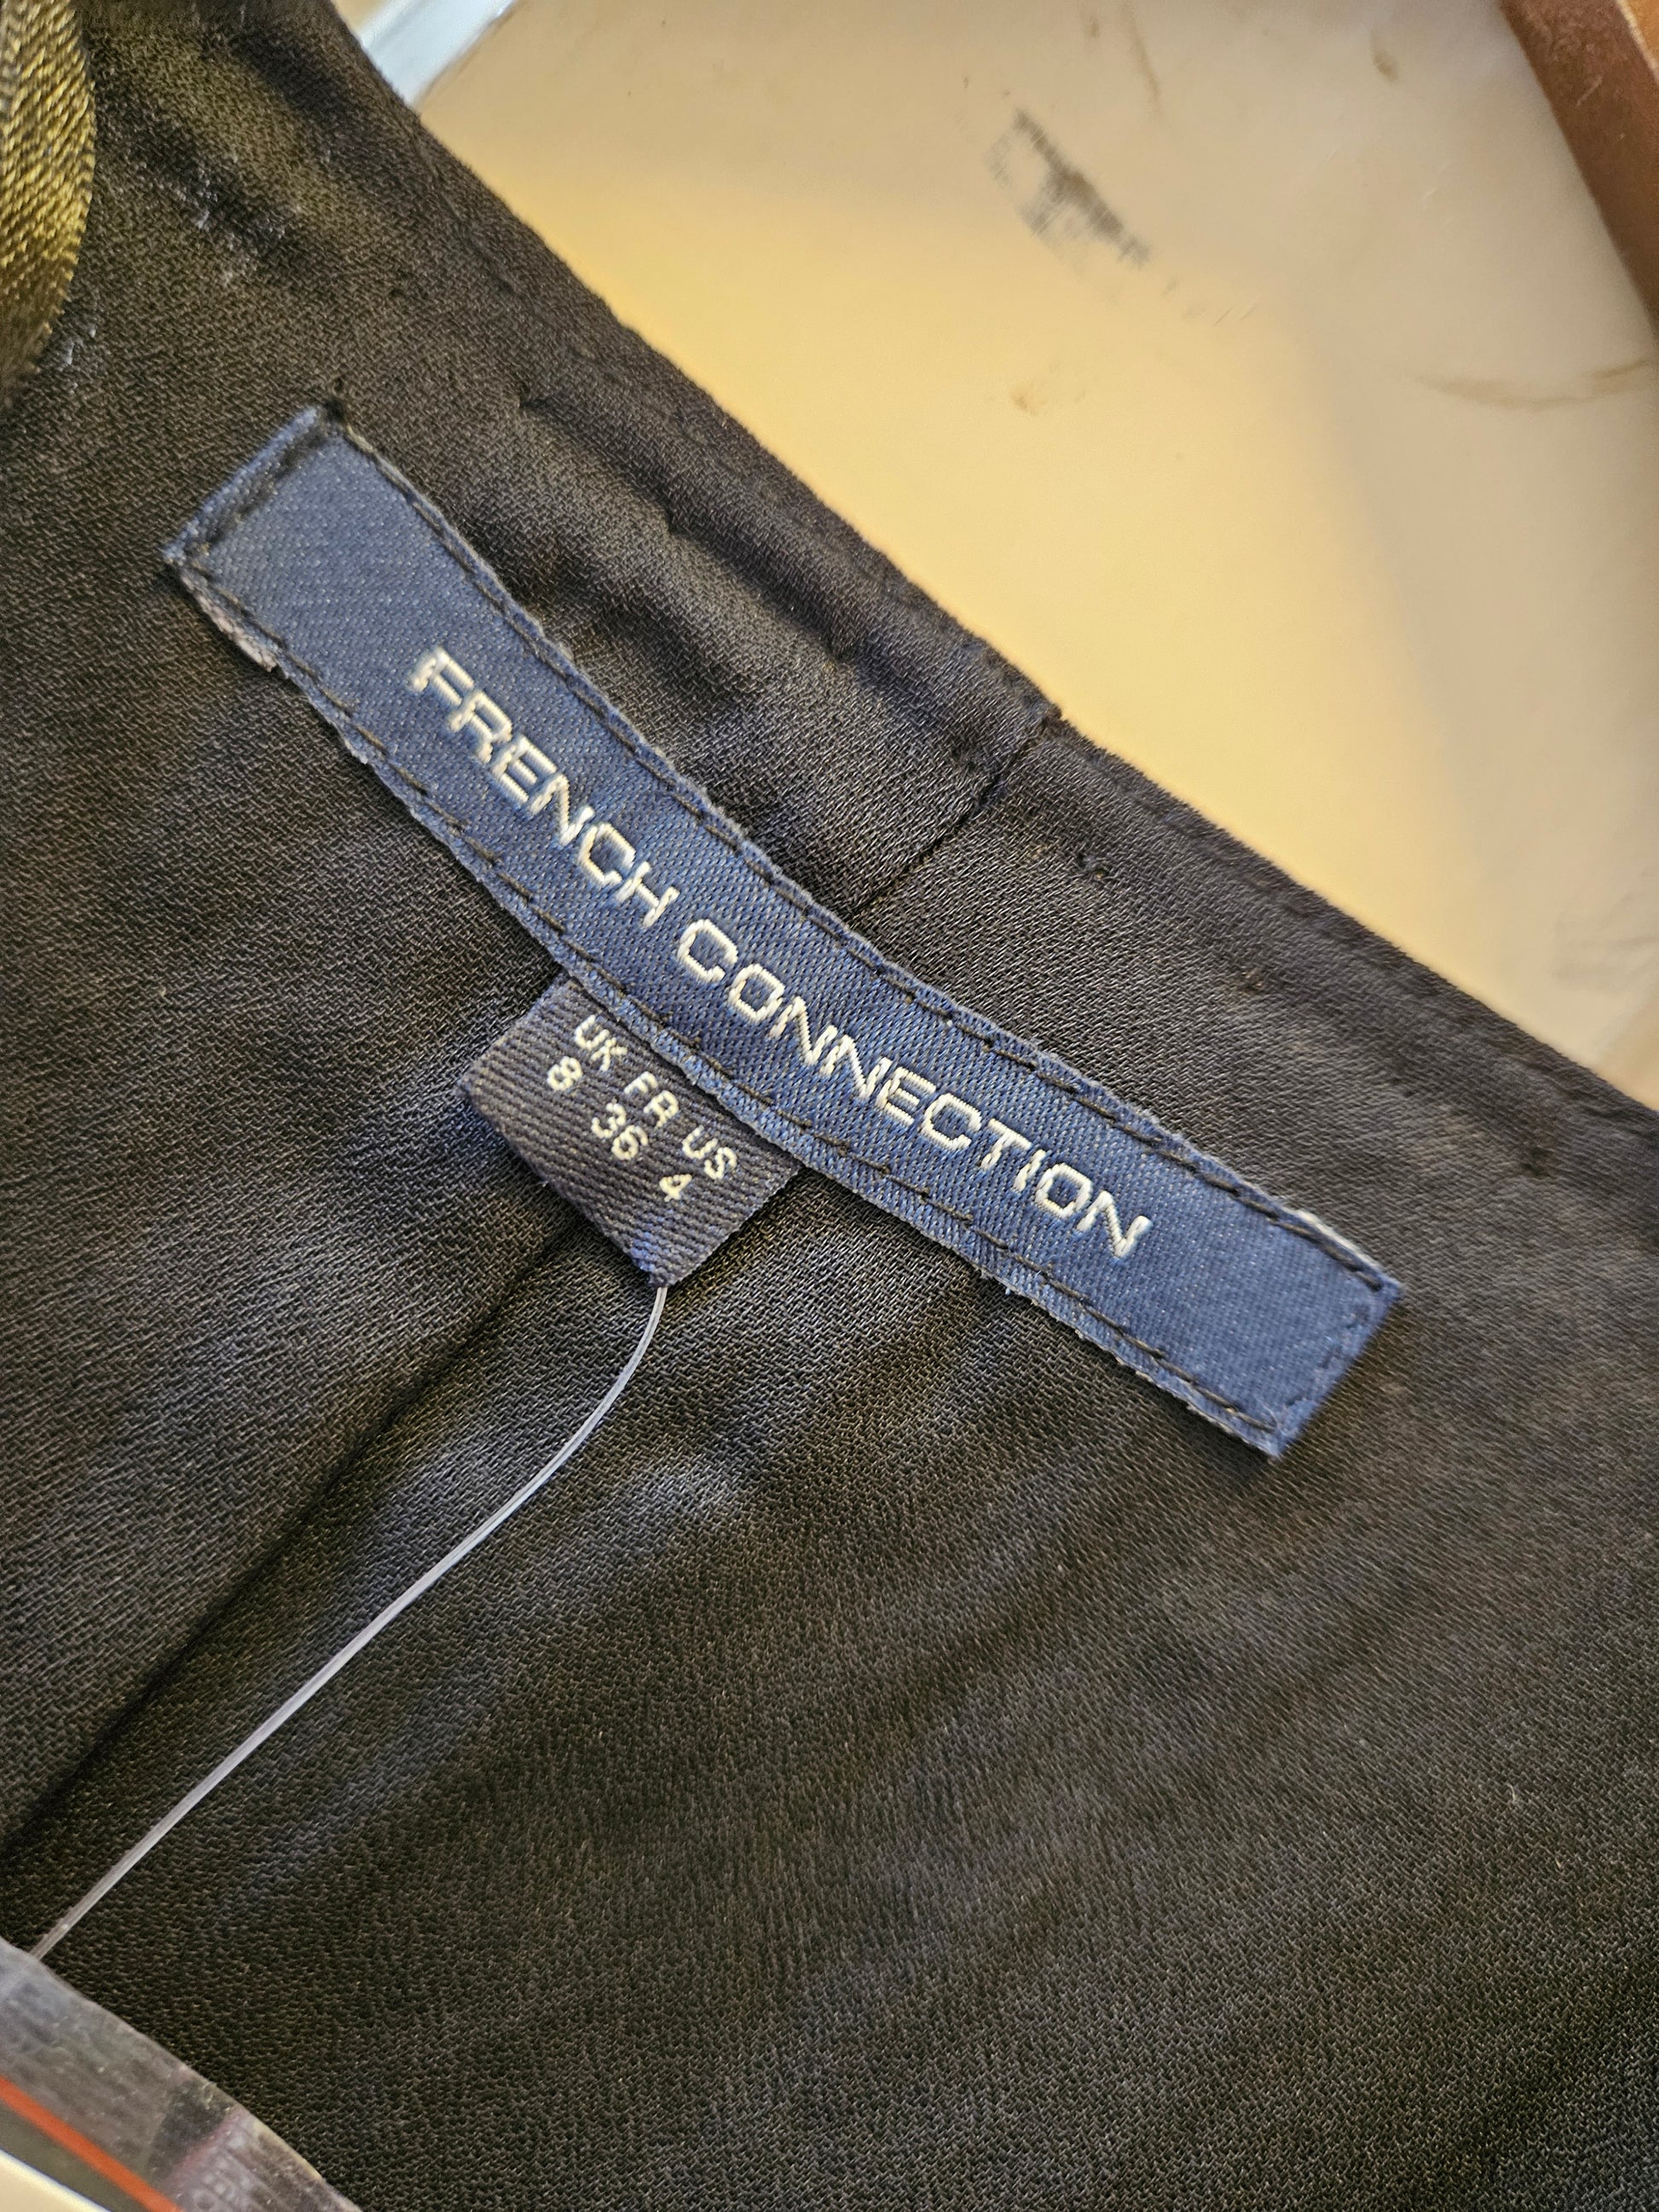 FRENCH CONNECTION
UK FR US
8 36 4